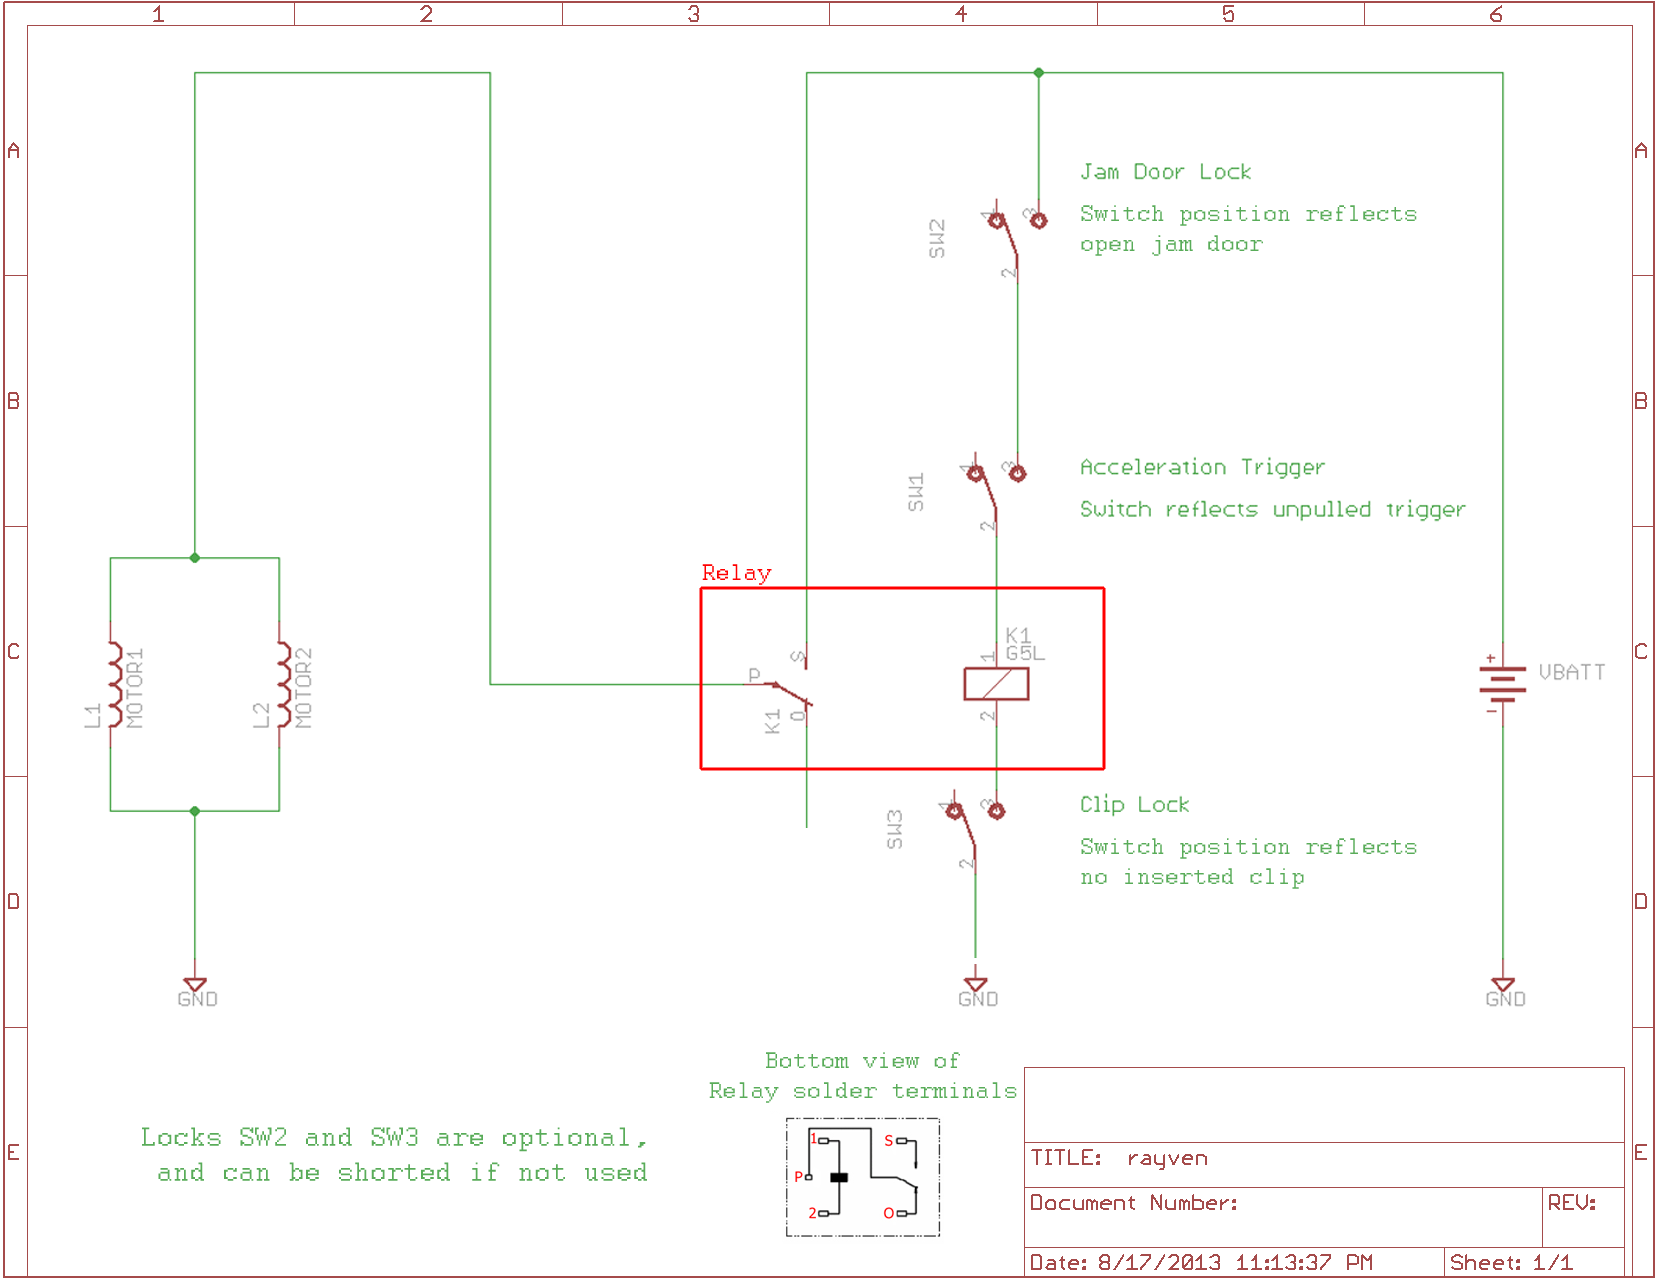 1 2 3 4 5 6
A A
B B
C C
D D
E E
Jam Door Lock
Switch position reflects
open jam door
SW2
1 3
2
Acceleration Trigger
Switch reflects unpulled trigger
SW1
1 3
2
Relay
K1
G5L
1
2
P
S
O
K1
L1
MOTOR1
L2
MOTOR2
+
VBATT
-
Clip Lock
Switch position reflects
no inserted clip
SW3
1 3
2
GND
GND
GND
Bottom view of
Relay solder terminals
1 S
P
2 O
Locks SW2 and SW3 are optional,
and can be shorted if not used
TITLE: rayven
Document Number:
REV:
Date: 8/17/2013 11:13:37 PM
Sheet: 1/1